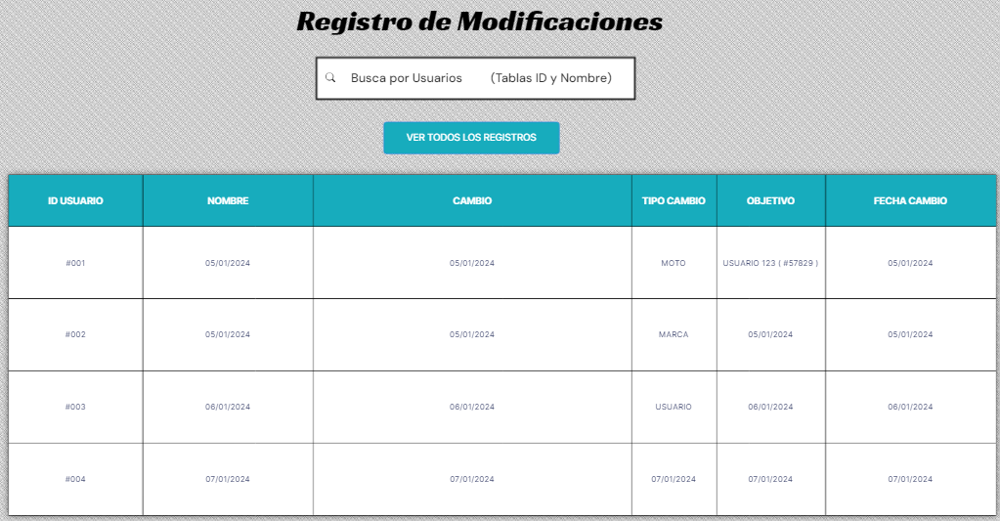 Registro de Modificaciones
Busca por Usuarios (Tablas ID y Nombre)
VER TODOS LOS REGISTROS
ID USUARIO NOMBRE CAMBIO TIPO CAMBIO OBJETIVO FECHA CAMBIO
#001 05/01/2024 05/01/2024 MOTO USUARIO 123 ( #57829 ) 05/01/2024
#002 05/01/2024 05/01/2024 MARCA 05/01/2024 05/01/2024
#003 06/01/2024 06/01/2024 USUARIO 06/01/2024 06/01/2024
#004 07/01/2024 07/01/2024 07/01/2024 07/01/2024 07/01/2024